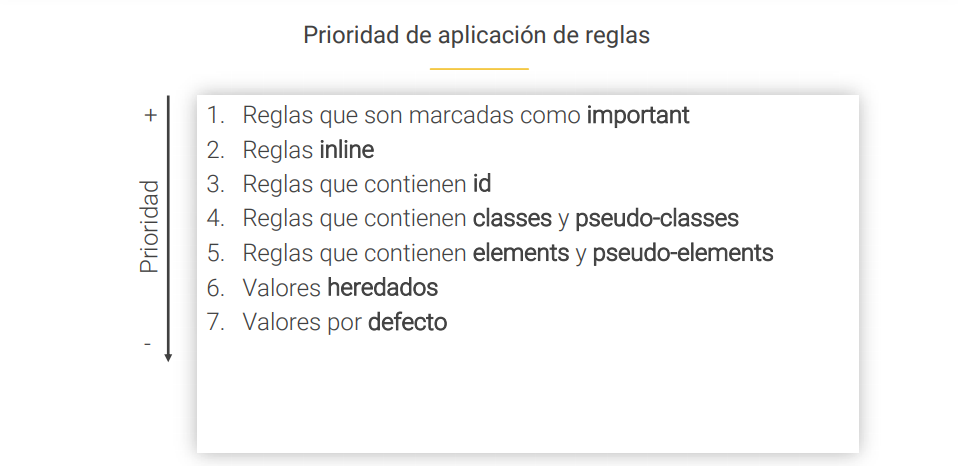 Prioridad de aplicación de reglas
+
Prioridad
-
1. Reglas que son marcadas como important
2. Reglas inline
3. Reglas que contienen id
4. Reglas que contienen classes y pseudo-classes
5. Reglas que contienen elements y pseudo-elements
6. Valores heredados
7. Valores por defecto